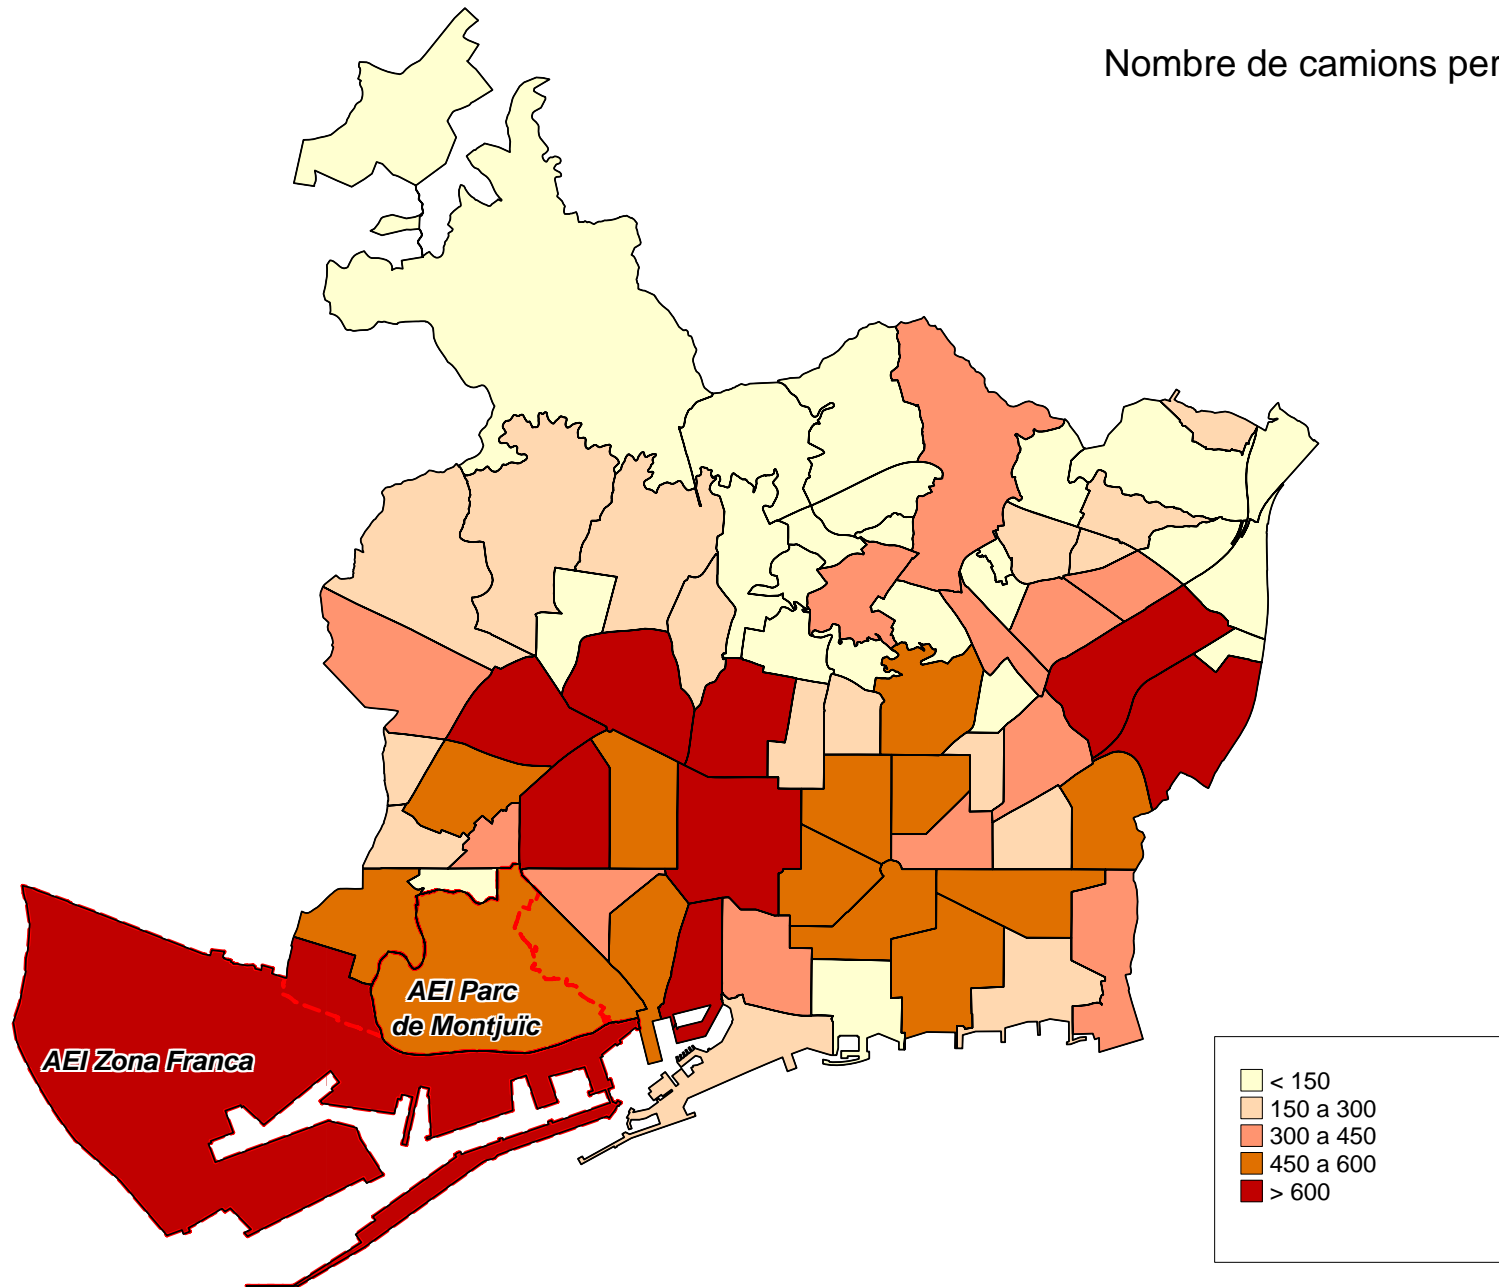 Nombre de camions per
AEI Parc
de Montjuïc
AEI Zona Franca
< 150
150 a 300
300 a 450
450 a 600
> 600